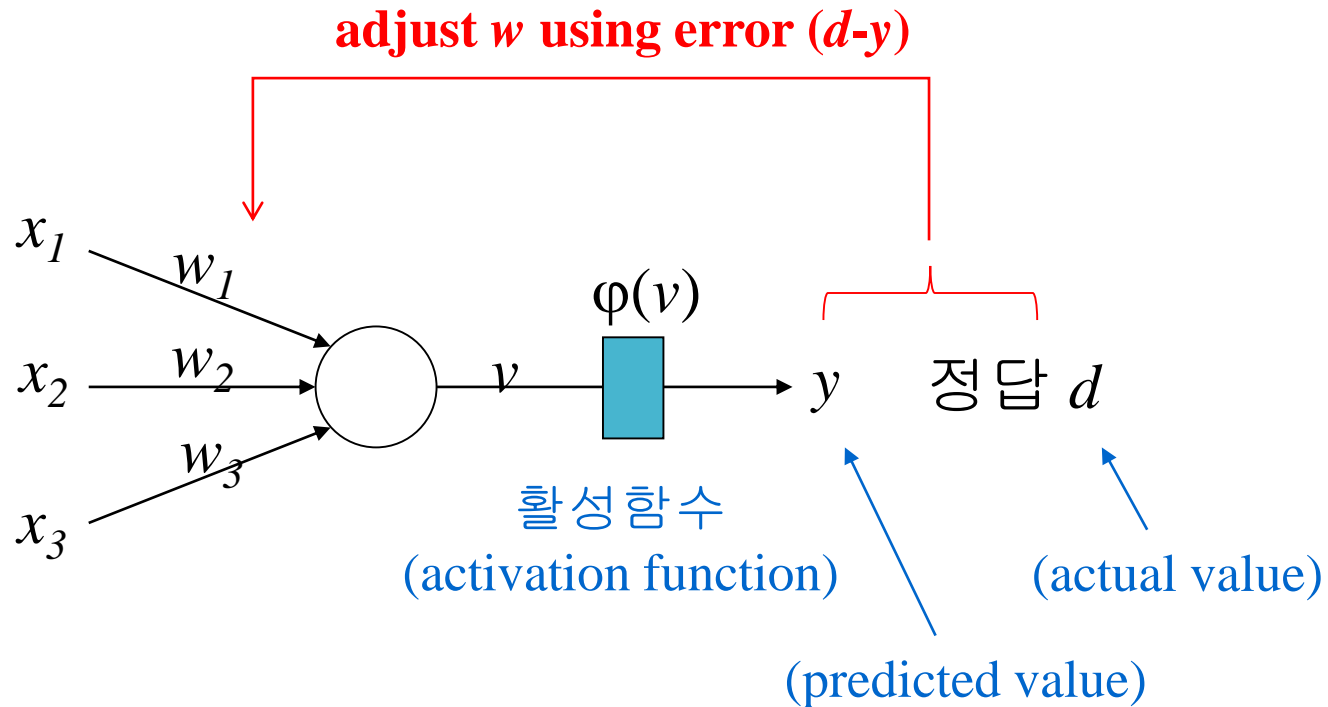 adjust w using error (d-y)
x1
w1
φ(v)
x2
w2
v
y
정답 d
w3
x3
활성함수
(activation function)
(actual value)
(predicted value)